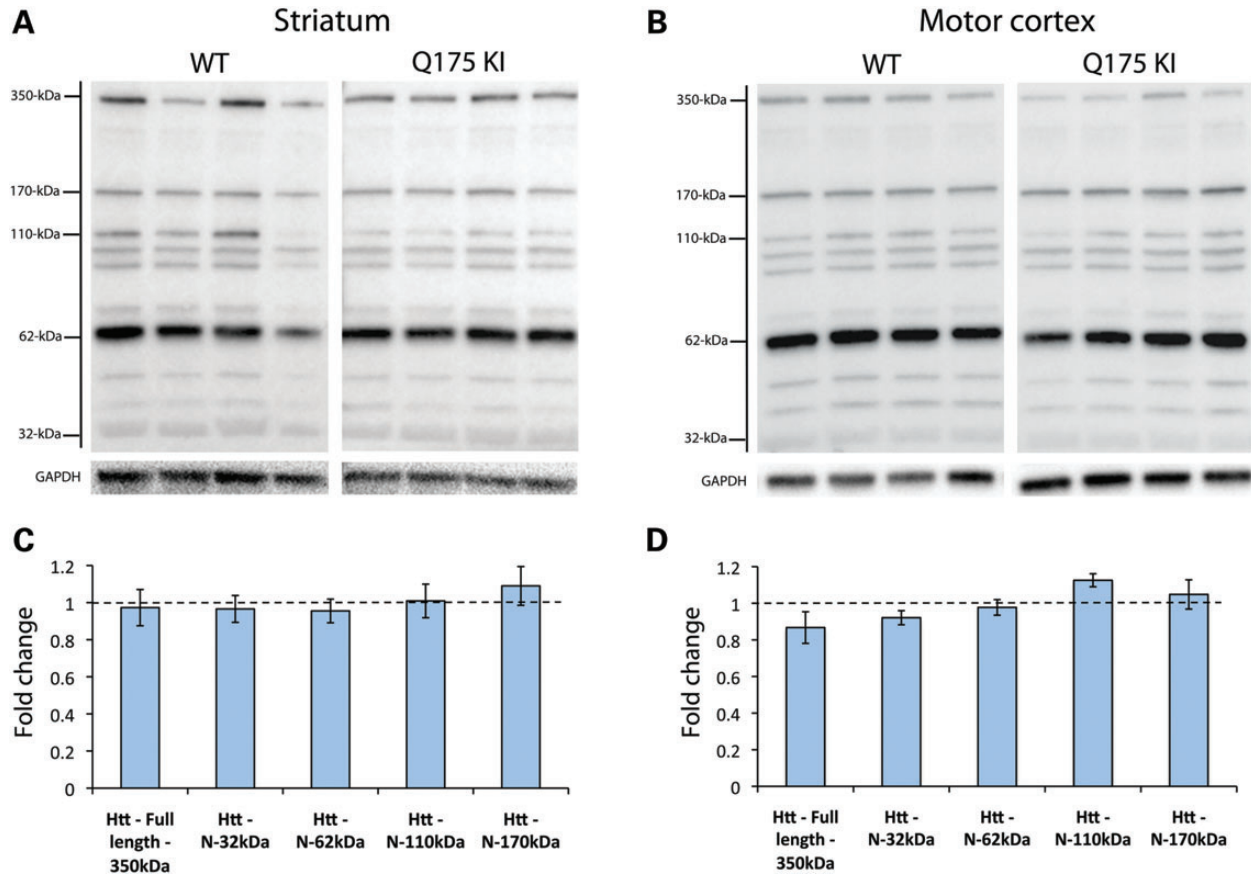 A Striatum
WT Q175 KI
350-kDa
170-kDa
110-kDa
62-kDa
32-kDa
GAPDH
B Motor cortex
WT Q175 KI
350-kDa
170-kDa
110-kDa
62-kDa
32-kDa
GAPDH
C
Fold change
1.2
1
0.8
0.6
0.4
0.2
0
Htt - Full
length -
350kDa
Htt -
N-32kDa
Htt -
N-62kDa
Htt -
N-110kDa
Htt -
N-170kDa
D
Fold change
1.2
1
0.8
0.6
0.4
0.2
0
Htt - Full
length -
350kDa
Htt -
N-32kDa
Htt -
N-62kDa
Htt -
N-110kDa
Htt -
N-170kDa